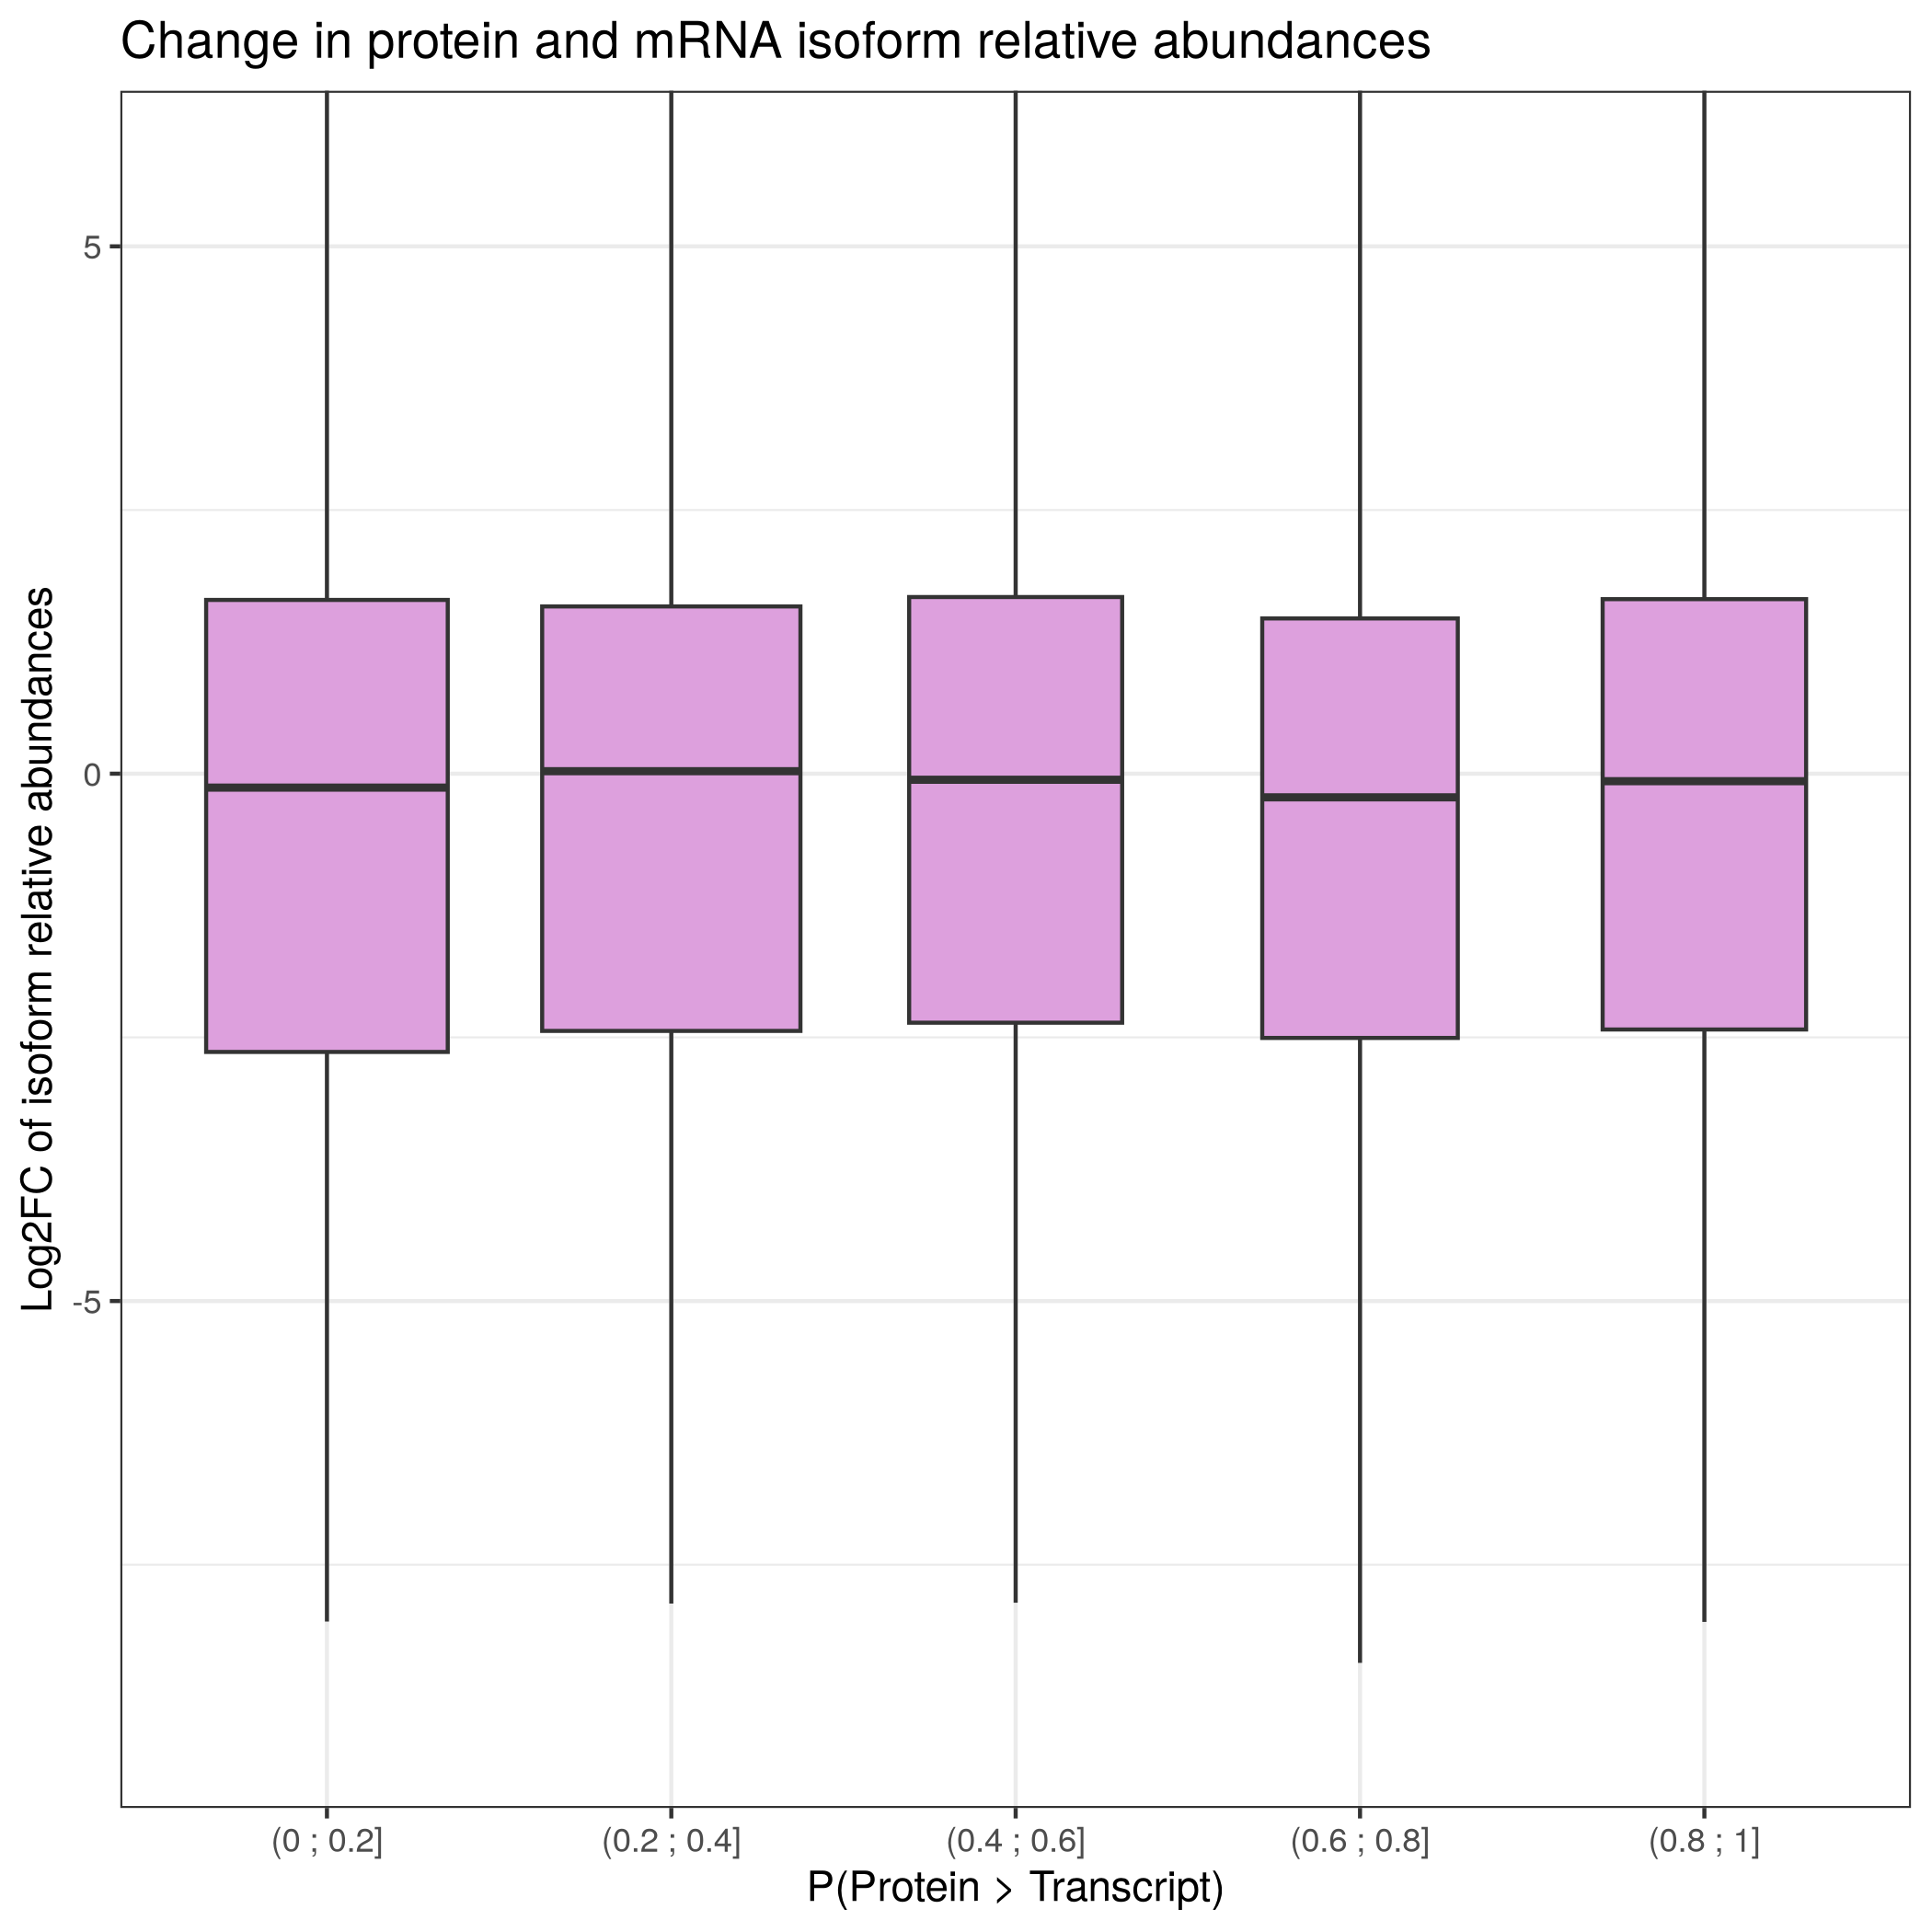 Change in protein and mRNA isoform relative abundances
Log2FC of isoform relative abundances
5
0
-5
(0 ; 0.2]
(0.2 ; 0.4]
(0.4 ; 0.6]
(0.6 ; 0.8]
(0.8 ; 1]
P(Protein > Transcript)